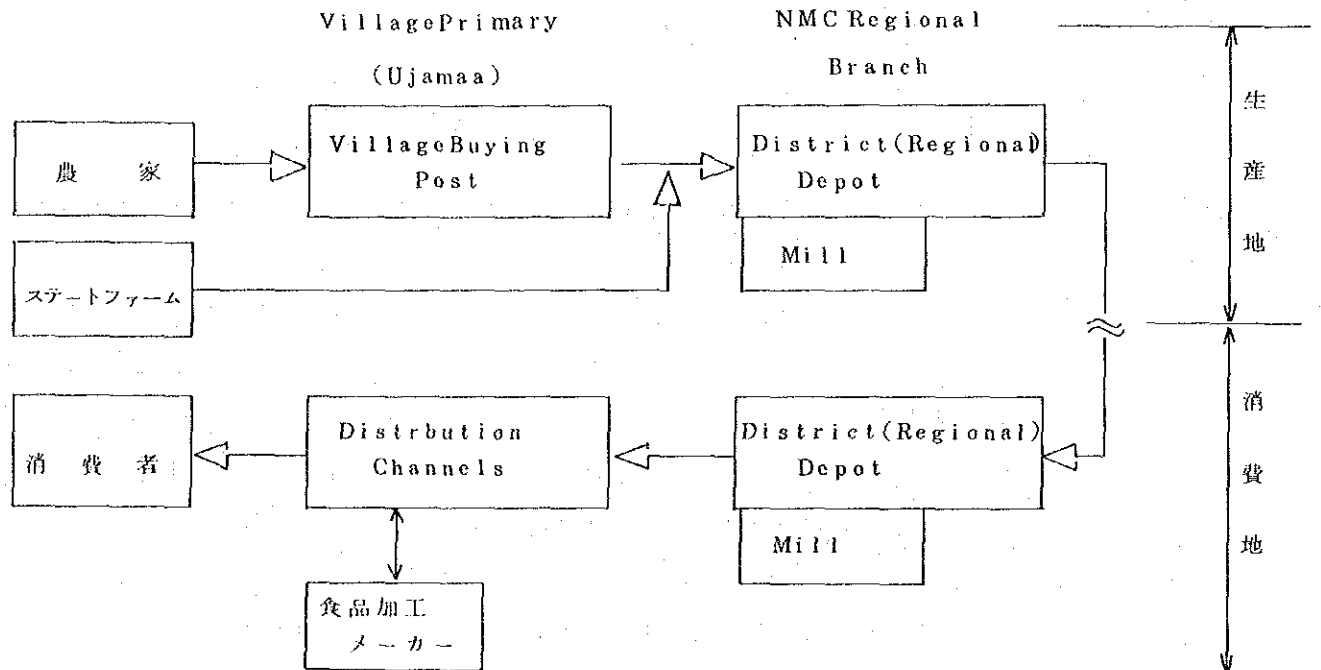 VillagePrimary
(Ujamaa)
NMC Regional
Branch
農家
VillageBuying
Post
District(Regional)
Depot
Mill
ステートファーム
生産地
消費者
Distrbution
Channels
District(Regional)
Depot
Mill
食品加工
メーカー
消費地